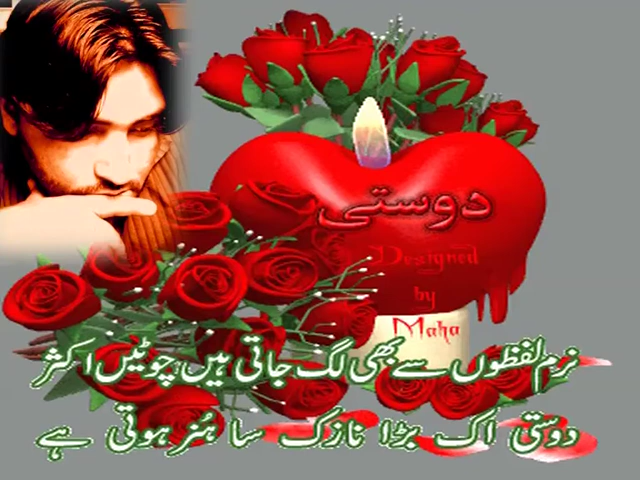 دوستی
Designed
by
Maha
نرم لفظوں سے بھی لگ جاتی ہیں چوٹیں اکثر
دوستی اک بڑا نازک سا ہنر ہوتی ہے